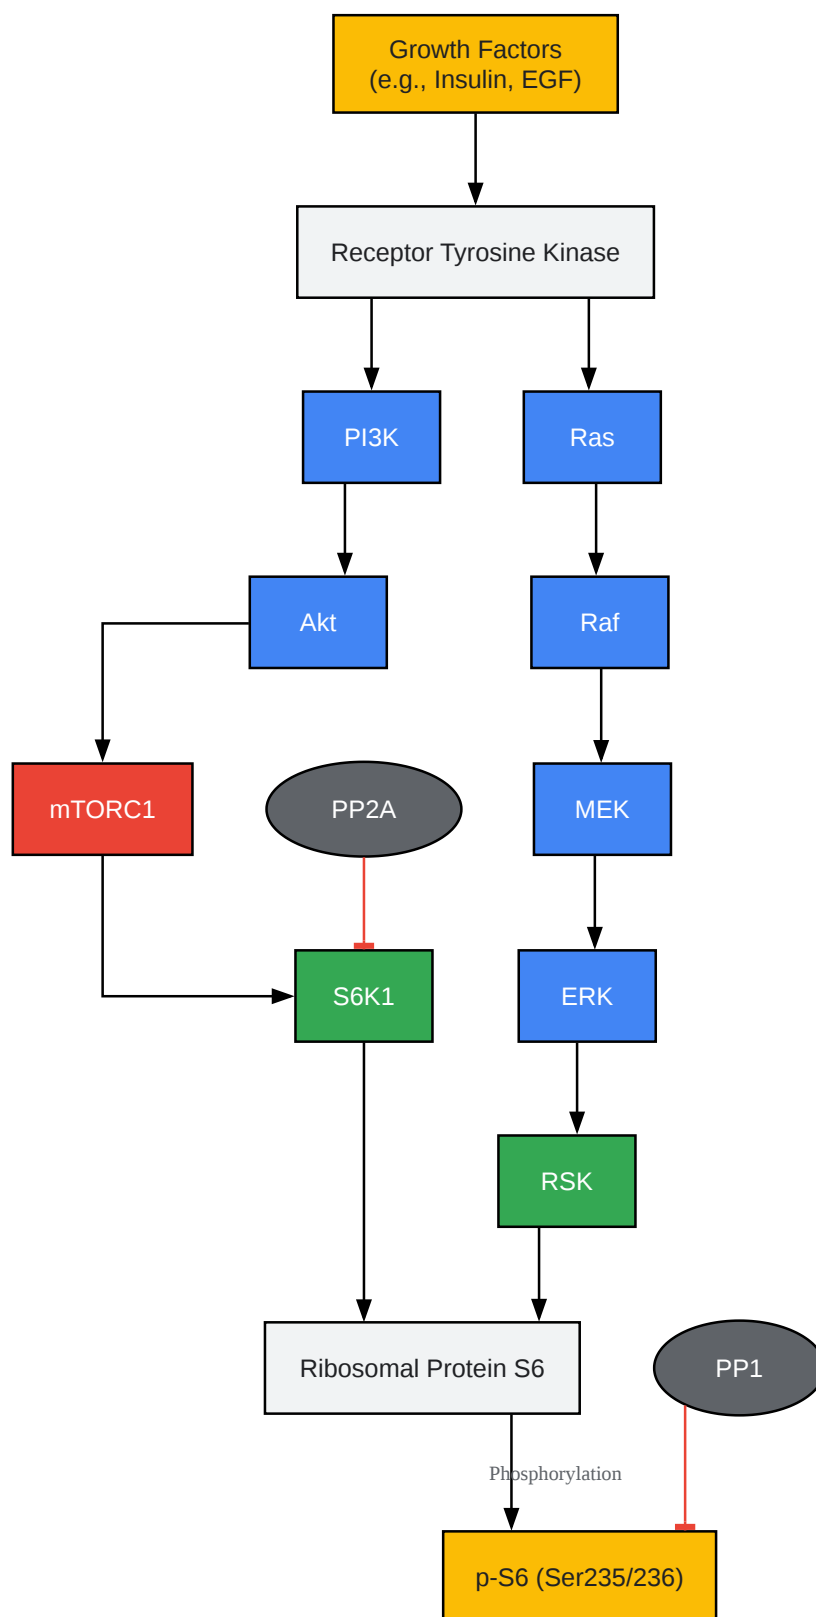 Growth Factors
(e.g., Insulin, EGF)
Receptor Tyrosine Kinase
PI3K
Ras
Akt
Raf
mTORC1
PP2A
MEK
S6K1
ERK
RSK
Ribosomal Protein S6
PP1
Phosphorylation
p-S6 (Ser235/236)